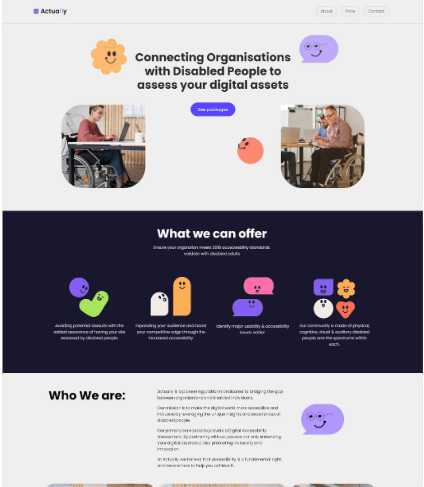 Actually
About
Price
Contact
Connecting Organisations
with Disabled People to
assess your digital assets
See packages
What we can offer
Ensure your organisation meets 2030 accessibility standards,
validate with disabled adults.
Avoiding potential lawsuits with the
added assurance of having your site
assessed by disabled people.
Expanding your audience and boost
your competitive edge through the
increased accessibility.
Identify major usability & accessibility
issues earlier
Our community is made of physical,
cognitive, visual & auditory disabled
people and the spectrums within
each.
Who We are:
Actually is a pioneering platform dedicated to bridging the gap
between organisations and disabled individuals.
Our mission is to make the digital world more accessible and
inclusive by leveraging the unique insights and experiences of
disabled people.
Our primary service is to provide Digital Accessibility
Assessment, by partnering with us, you are not only enhancing
your digital assets but also promoting inclusivity and
innovation.
At Actually, we believe that accessibility is a fundamental right,
and we are here to help you achieve it.